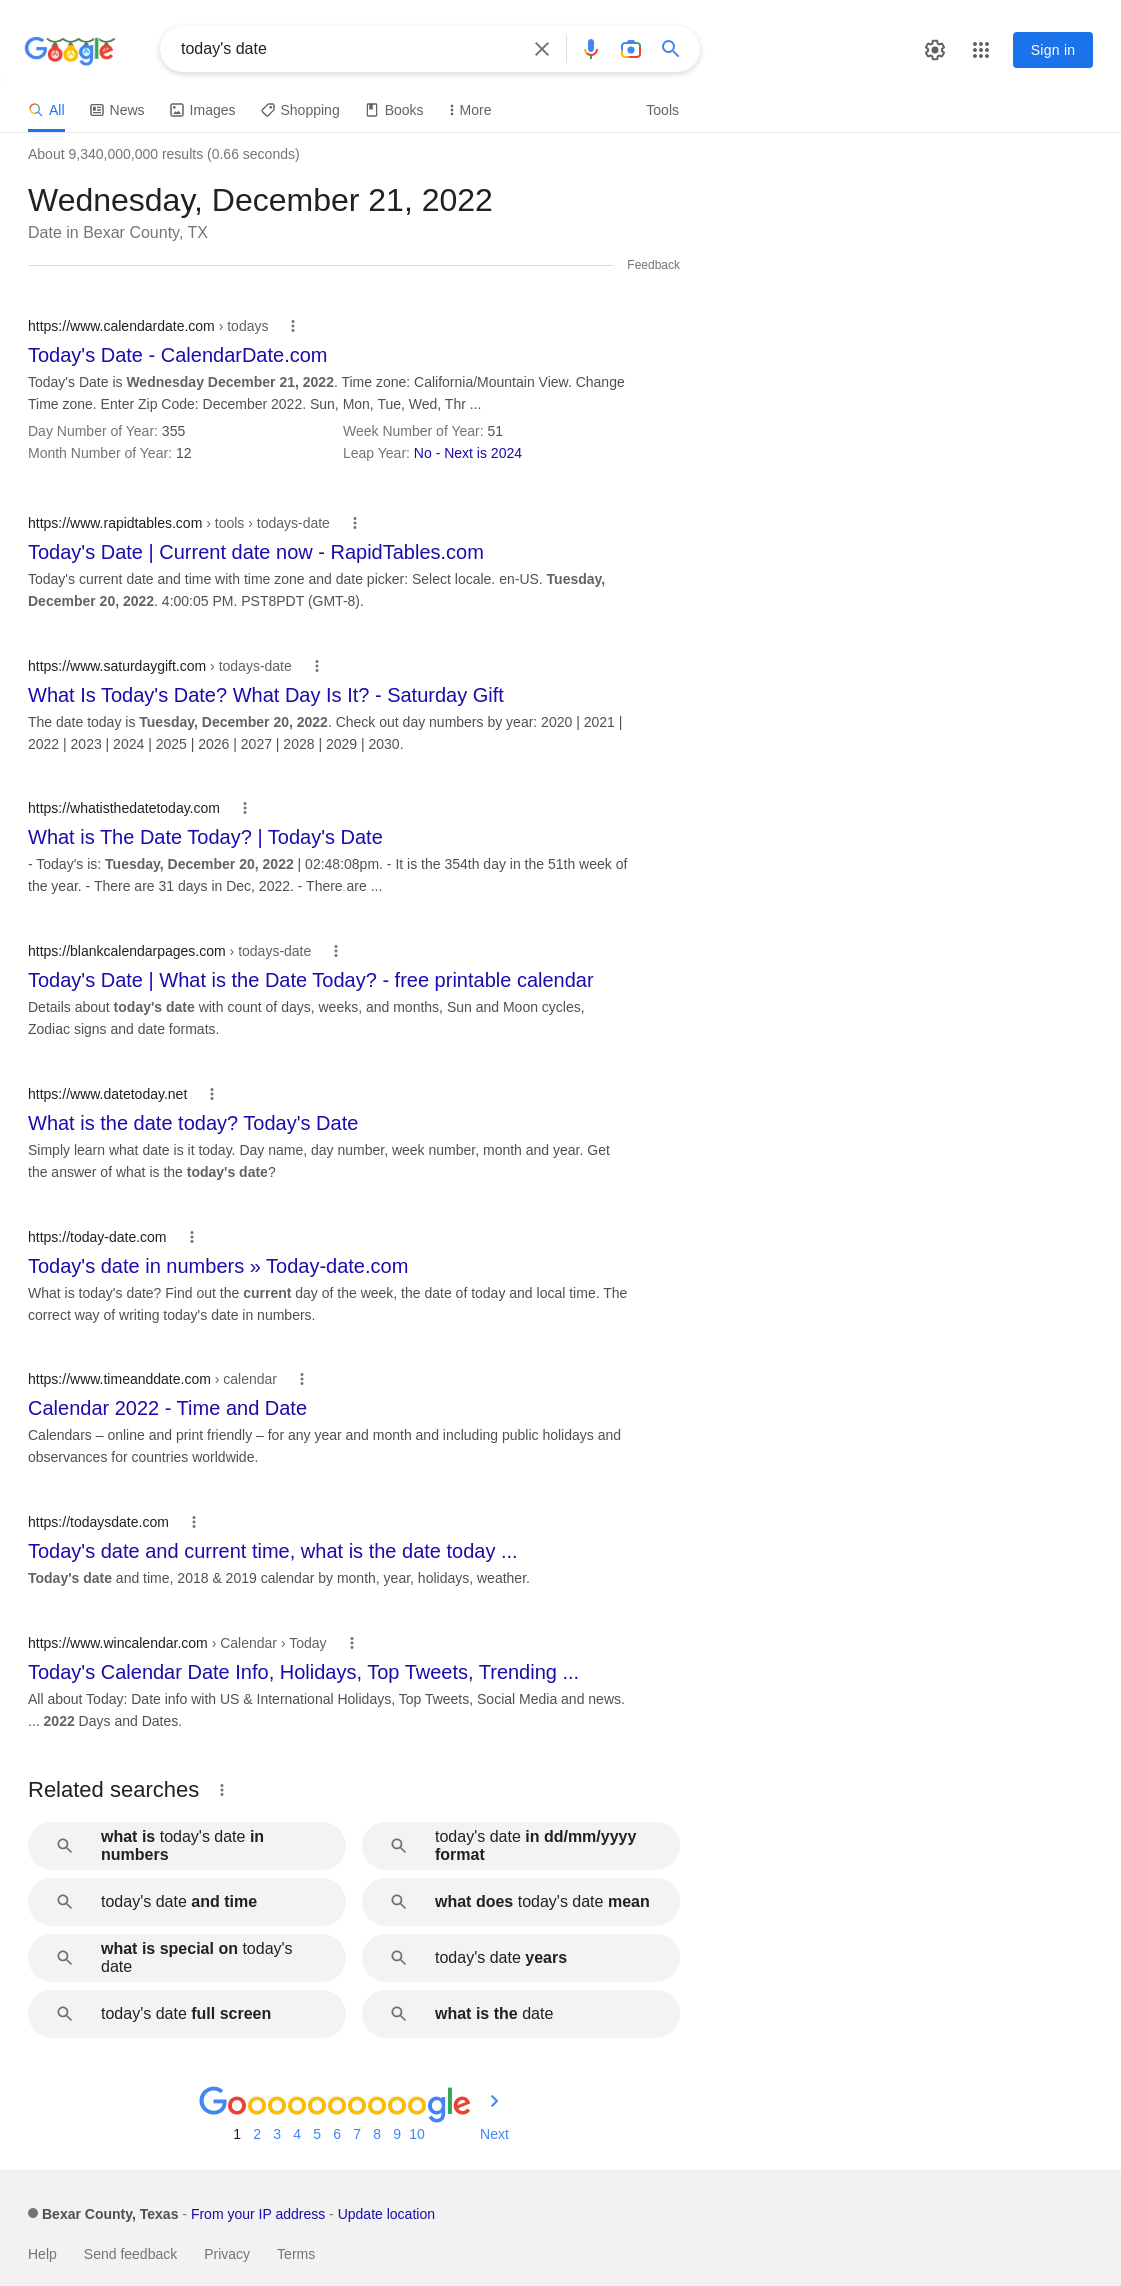 Google
today's date
Sign in
All
News
Images
Shopping
Books
More
Tools
About 9,340,000,000 results (0.66 seconds)
Wednesday, December 21, 2022
Date in Bexar County, TX
Feedback
https://www.calendardate.com › todays
Today's Date - CalendarDate.com
Today's Date is Wednesday December 21, 2022. Time zone: California/Mountain View. Change
Time zone. Enter Zip Code: December 2022. Sun, Mon, Tue, Wed, Thr ...
Day Number of Year: 355
Week Number of Year: 51
Month Number of Year: 12
Leap Year: No - Next is 2024
https://www.rapidtables.com › tools › todays-date
Today's Date | Current date now - RapidTables.com
Today's current date and time with time zone and date picker: Select locale. en-US. Tuesday,
December 20, 2022. 4:00:05 PM. PST8PDT (GMT-8).
https://www.saturdaygift.com › todays-date
What Is Today's Date? What Day Is It? - Saturday Gift
The date today is Tuesday, December 20, 2022. Check out day numbers by year: 2020 | 2021 |
2022 | 2023 | 2024 | 2025 | 2026 | 2027 | 2028 | 2029 | 2030.
https://whatisthedatetoday.com
What is The Date Today? | Today's Date
- Today's is: Tuesday, December 20, 2022 | 02:48:08pm. - It is the 354th day in the 51th week of
the year. - There are 31 days in Dec, 2022. - There are ...
https://blankcalendarpages.com › todays-date
Today's Date | What is the Date Today? - free printable calendar
Details about today's date with count of days, weeks, and months, Sun and Moon cycles,
Zodiac signs and date formats.
https://www.datetoday.net
What is the date today? Today's Date
Simply learn what date is it today. Day name, day number, week number, month and year. Get
the answer of what is the today's date?
https://today-date.com
Today's date in numbers » Today-date.com
What is today's date? Find out the current day of the week, the date of today and local time. The
correct way of writing today's date in numbers.
https://www.timeanddate.com › calendar
Calendar 2022 - Time and Date
Calendars – online and print friendly – for any year and month and including public holidays and
observances for countries worldwide.
https://todaysdate.com
Today's date and current time, what is the date today ...
Today's date and time, 2018 & 2019 calendar by month, year, holidays, weather.
https://www.wincalendar.com › Calendar › Today
Today's Calendar Date Info, Holidays, Top Tweets, Trending ...
All about Today: Date info with US & International Holidays, Top Tweets, Social Media and news.
... 2022 Days and Dates.
Related searches
what is today's date in
numbers
today's date in dd/mm/yyyy
format
today's date and time
what does today's date mean
what is special on today's
date
today's date years
today's date full screen
what is the date
Goooooooooogle
1 2 3 4 5 6 7 8 9 10 Next
Bexar County, Texas - From your IP address - Update location
Help Send feedback Privacy Terms